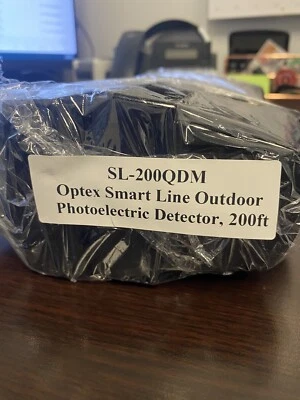 SL-200QDM
Optex Smart Line Outdoor
Photoelectric Detector, 200ft